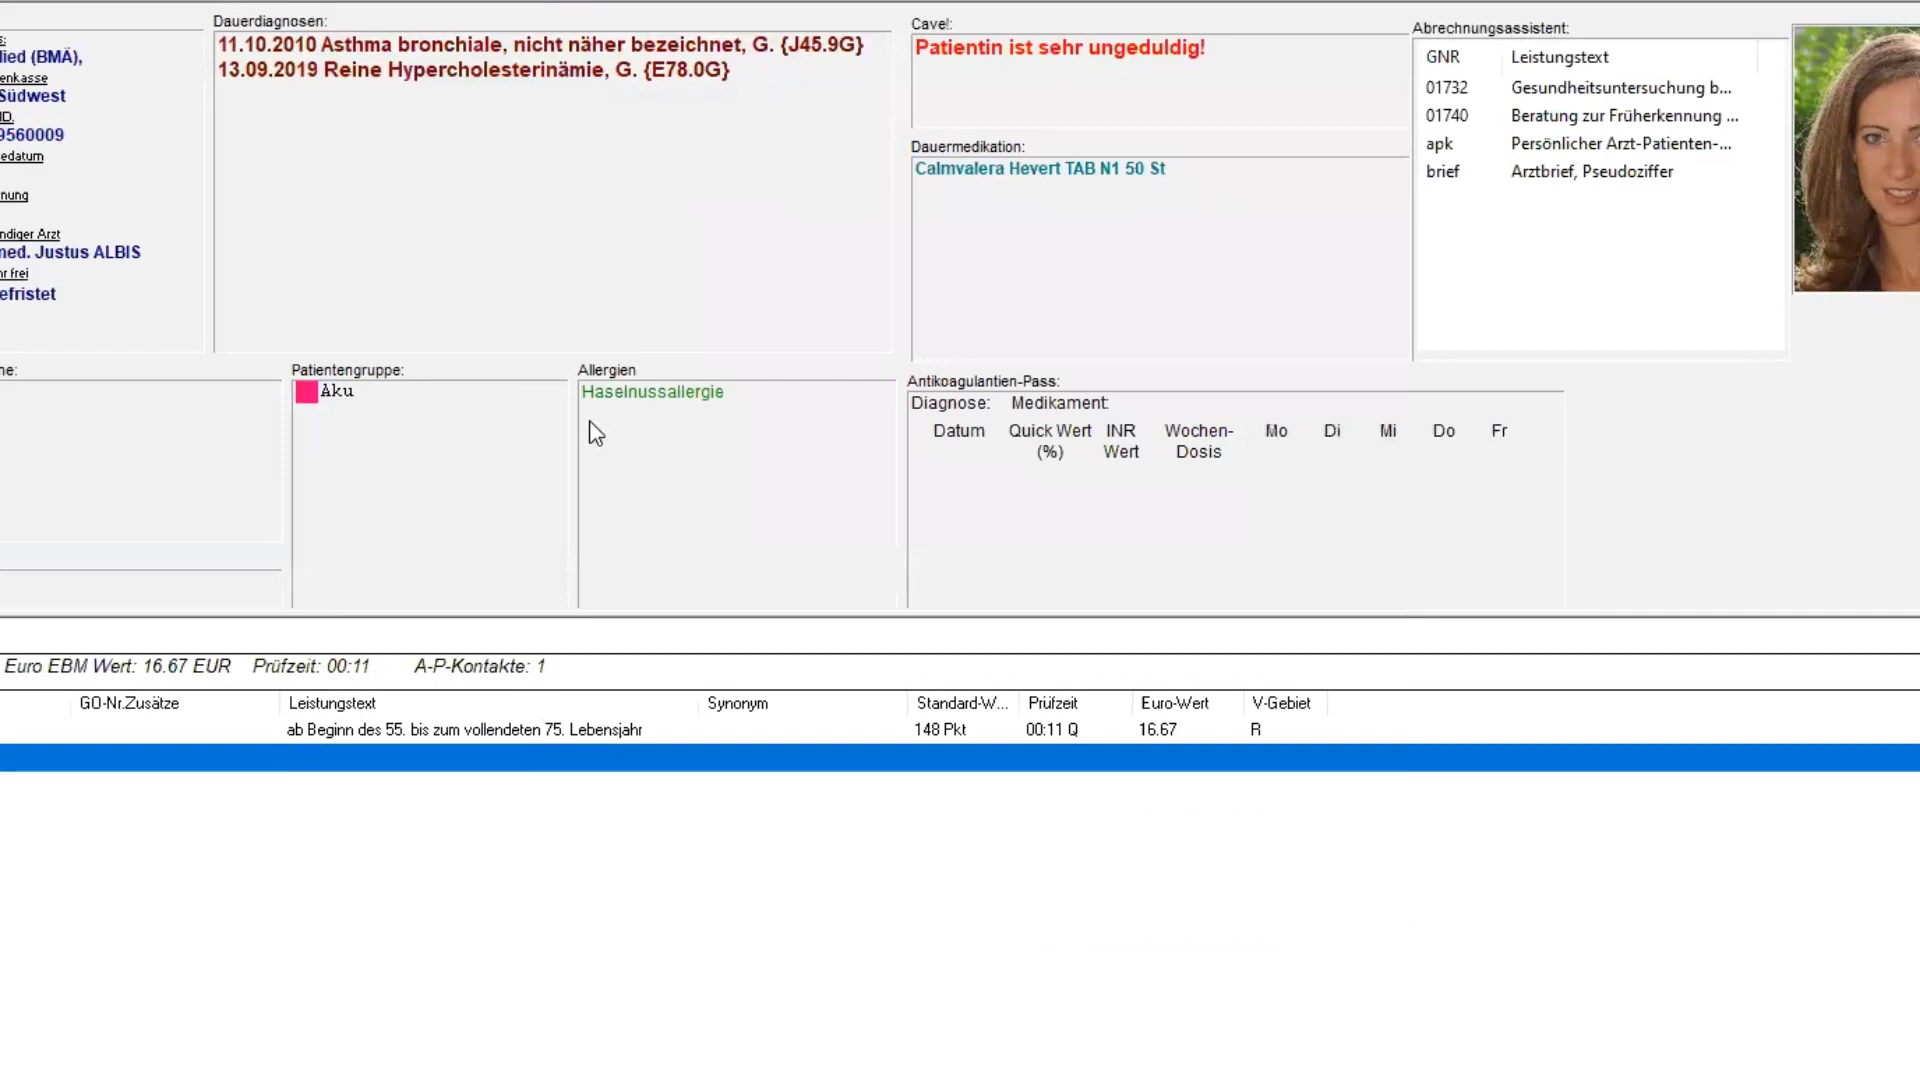 Dauerdiagnosen:
11.10.2010 Asthma bronchiale, nicht näher bezeichnet, G. {J45.9G}
13.09.2019 Reine Hypercholesterinämie, G. {E78.0G}
lied (BMÄ),
enkasse
Südwest
ID.
9560009
edatum
nung
ndiger Arzt
med. Justus ALBIS
hr frei
efristet
Cave!:
Patientin ist sehr ungeduldig!
Dauermedikation:
Calmvalera Hevert TAB N1 50 St
Abrechnungsassistent:
GNR Leistungstext
01732 Gesundheitsuntersuchung b...
01740 Beratung zur Früherkennung ...
apk Persönlicher Arzt-Patienten-...
brief Arztbrief, Pseudoziffer
ne:
Patientengruppe:
Aku
Allergien
Haselnussallergie
Antikoagulantien-Pass:
Diagnose: Medikament:
Datum Quick Wert (%) INR Wert Wochen-Dosis Mo Di Mi Do Fr
Euro EBM Wert: 16.67 EUR Prüfzeit: 00:11 A-P-Kontakte: 1
GO-Nr.Zusätze Leistungstext Synonym Standard-W... Prüfzeit Euro-Wert V-Gebiet
ab Beginn des 55. bis zum vollendeten 75. Lebensjahr 148 Pkt 00:11 Q 16.67 R